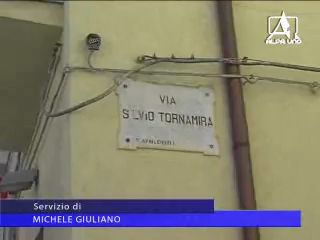 ALPA UNO
VIA
SILVIO TORNAMIRA
Servizio di
MICHELE GIULIANO